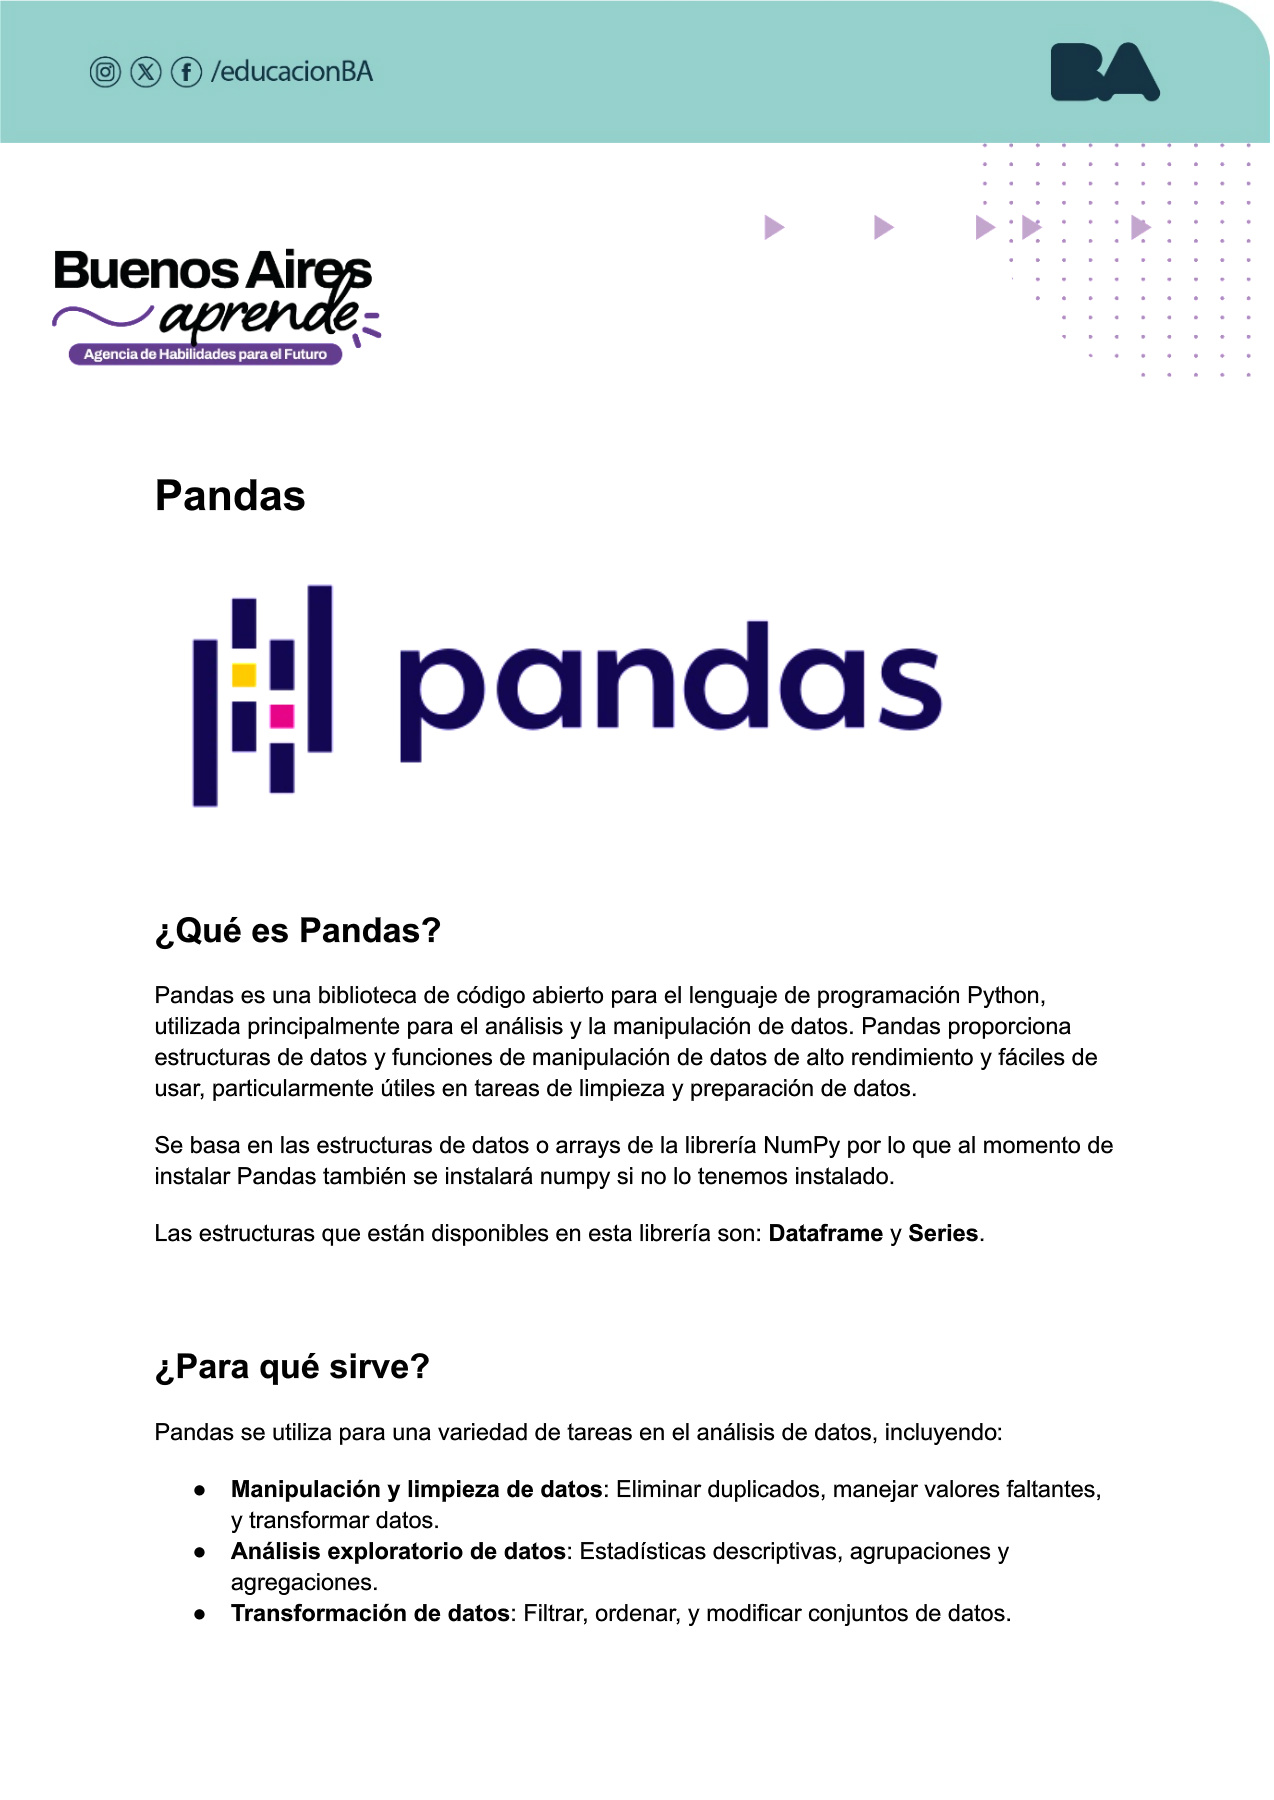 /educacionBA
BA
Buenos Aires
aprende
Agencia de Habilidades para el Futuro
Pandas
pandas
¿Qué es Pandas?
Pandas es una biblioteca de código abierto para el lenguaje de programación Python,
utilizada principalmente para el análisis y la manipulación de datos. Pandas proporciona
estructuras de datos y funciones de manipulación de datos de alto rendimiento y fáciles de
usar, particularmente útiles en tareas de limpieza y preparación de datos.
Se basa en las estructuras de datos o arrays de la librería NumPy por lo que al momento de
instalar Pandas también se instalará numpy si no lo tenemos instalado.
Las estructuras que están disponibles en esta librería son: Dataframe y Series.
¿Para qué sirve?
Pandas se utiliza para una variedad de tareas en el análisis de datos, incluyendo:
● Manipulación y limpieza de datos: Eliminar duplicados, manejar valores faltantes,
y transformar datos.
● Análisis exploratorio de datos: Estadísticas descriptivas, agrupaciones y
agregaciones.
● Transformación de datos: Filtrar, ordenar, y modificar conjuntos de datos.